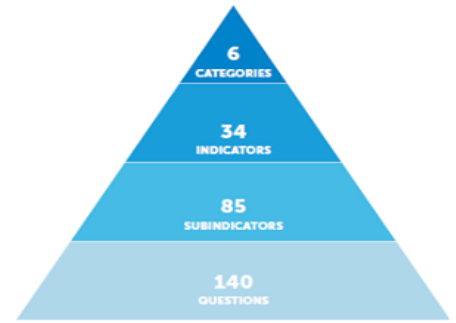 6
CATEGORIES
34
INDICATORS
85
SUBINDICATORS
140
QUESTIONS